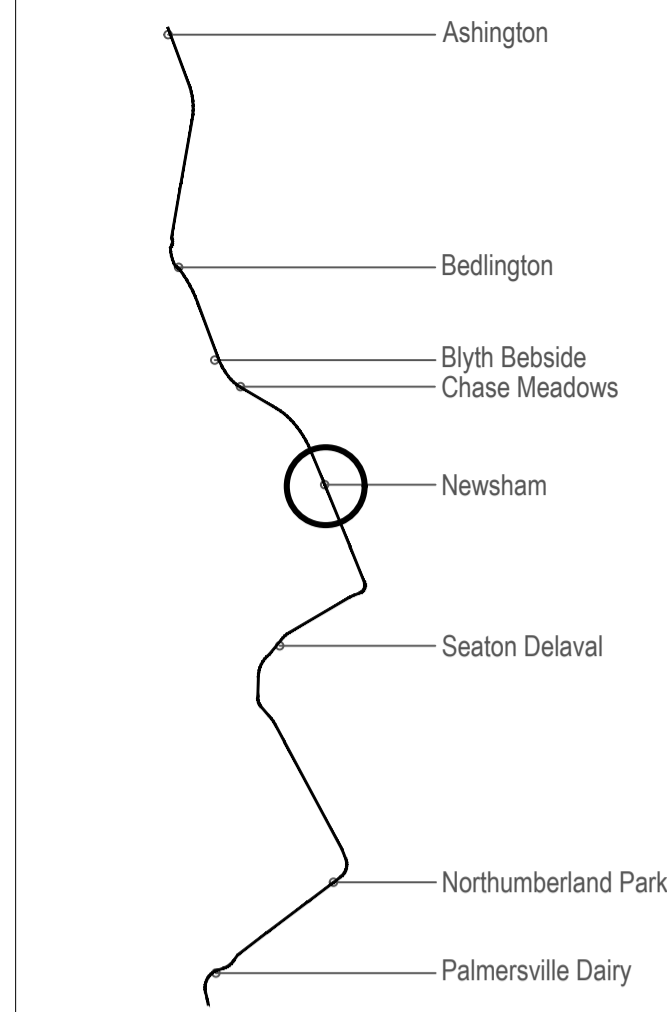 Ashington
Bedlington
Blyth Bebside
Chase Meadows
Newsham
Seaton Delaval
Northumberland Park
Palmersville Dairy